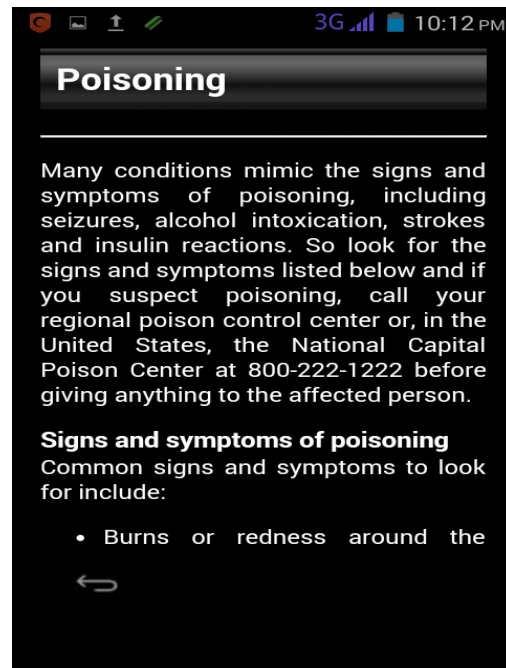 3G 10:12 PM
Poisoning
Many conditions mimic the signs and
symptoms of poisoning, including
seizures, alcohol intoxication, strokes
and insulin reactions. So look for the
signs and symptoms listed below and if
you suspect poisoning, call your
regional poison control center or, in the
United States, the National Capital
Poison Center at 800-222-1222 before
giving anything to the affected person.
Signs and symptoms of poisoning
Common signs and symptoms to look
for include:
• Burns or redness around the